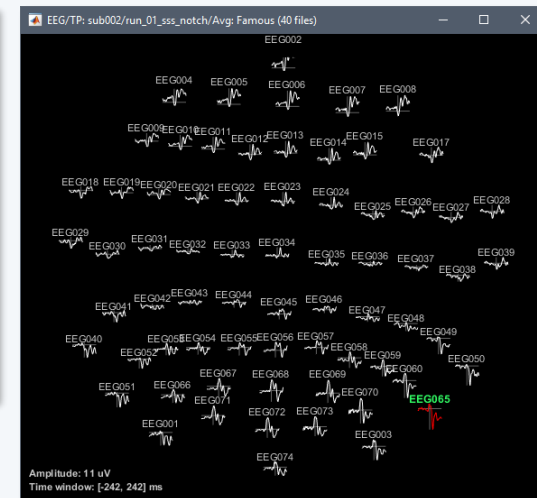 EEG/TP: sub002/run_01_sss_notch/Avg: Famous (40 files)
EEG002
EEG004 EEG005 EEG006 EEG007 EEG008
EEG009 EEG010 EEG011 EEG012 EEG013 EEG014 EEG015 EEG017
EEG018 EEG019 EEG020 EEG021 EEG022 EEG023 EEG024 EEG025 EEG026 EEG027 EEG028
EEG029 EEG030 EEG031 EEG032 EEG033 EEG034 EEG035 EEG036 EEG037 EEG038 EEG039
EEG041 EEG042 EEG043 EEG044 EEG045 EEG046 EEG047 EEG048 EEG049
EEG040 EEG052 EEG053 EEG054 EEG055 EEG056 EEG057 EEG058 EEG059 EEG060 EEG050
EEG051 EEG066 EEG067 EEG068 EEG069 EEG070 EEG065
EEG001 EEG071 EEG072 EEG073 EEG003
EEG074
Amplitude: 11 uV
Time window: [-242, 242] ms